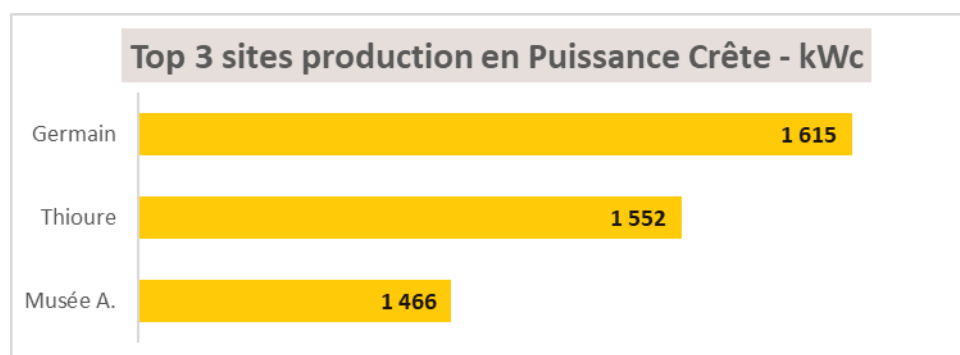 Top 3 sites production en Puissance Crête - kWc
Germain 1 615
Thioure 1 552
Musée A. 1 466